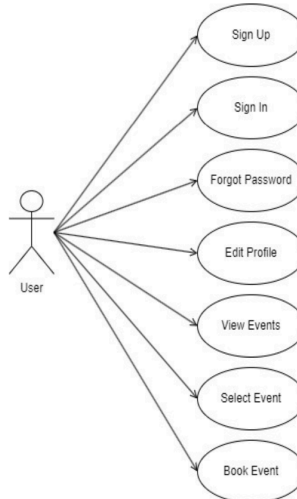 Sign Up
Sign In
Forgot Password
Edit Profile
User
View Events
Select Event
Book Event